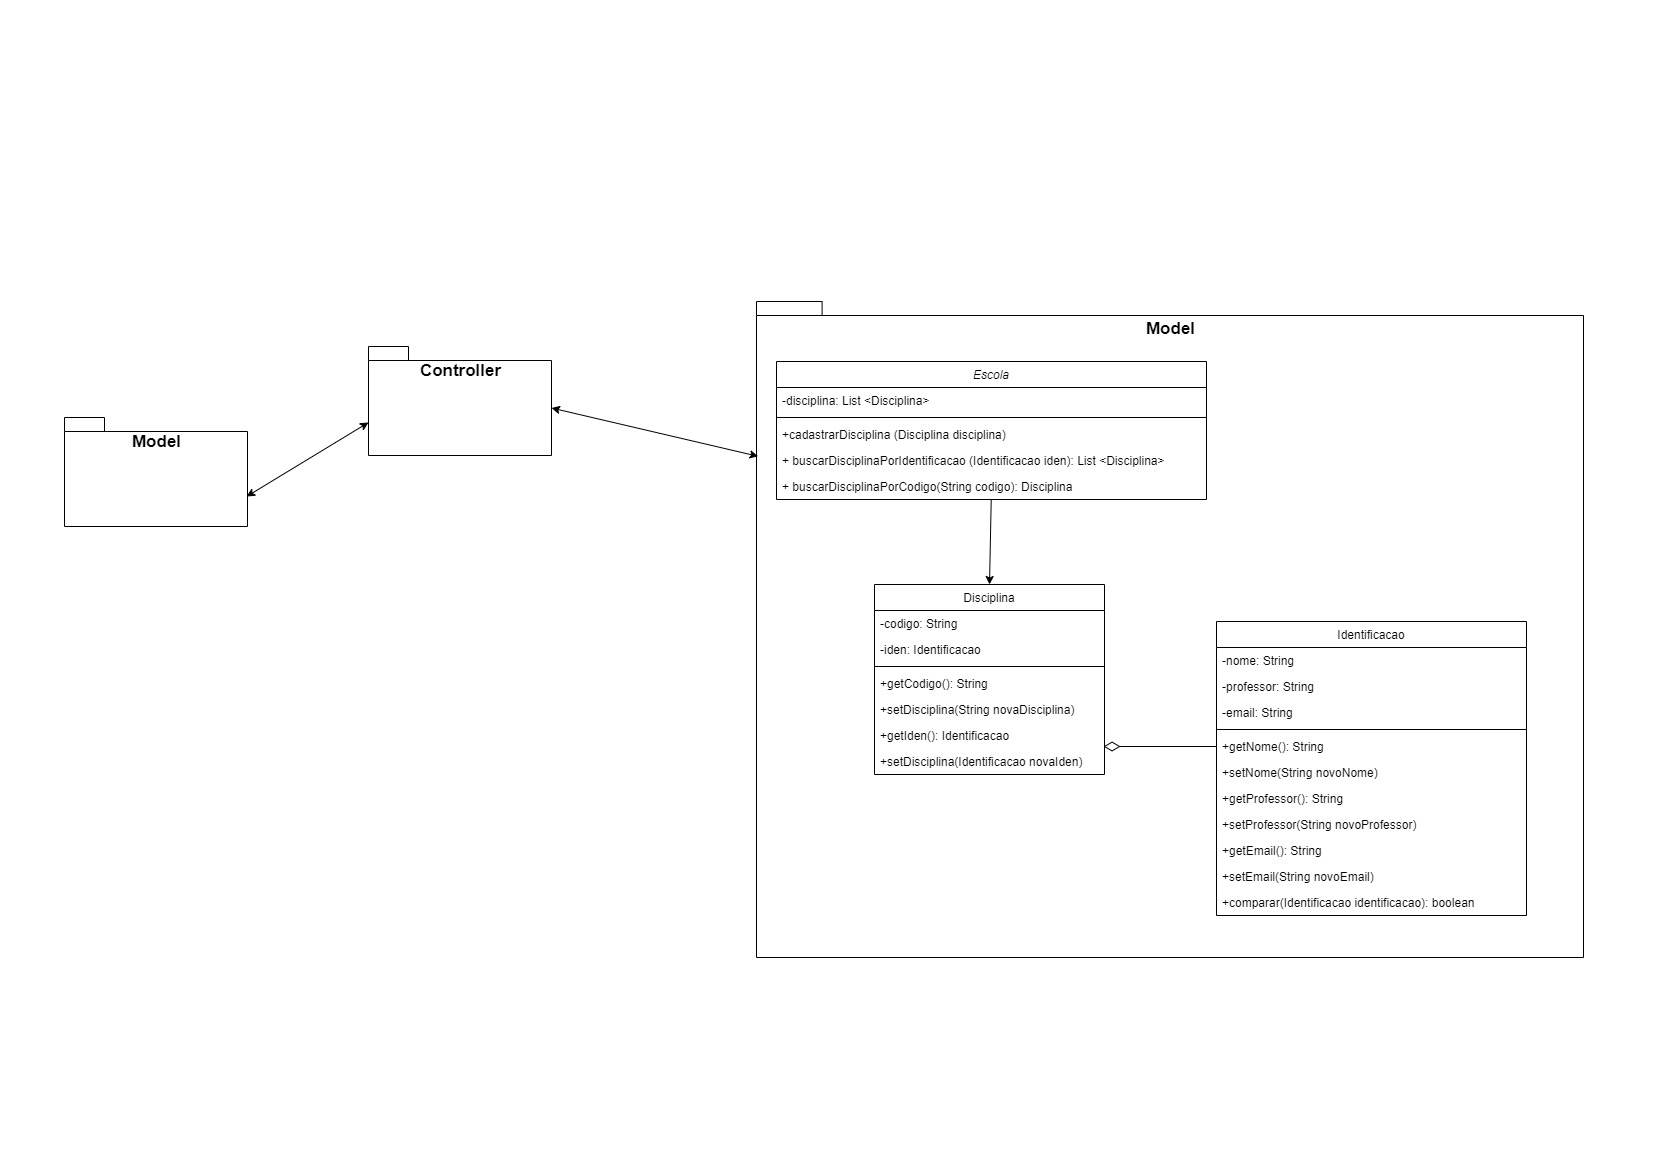 Model
Controller
Model
Escola
-disciplina: List <Disciplina>
+cadastrarDisciplina (Disciplina disciplina)
+ buscarDisciplinaPorIdentificacao (Identificacao iden): List <Disciplina>
+ buscarDisciplinaPorCodigo(String codigo): Disciplina
Disciplina
-codigo: String
-iden: Identificacao
+getCodigo(): String
+setDisciplina(String novaDisciplina)
+getIden(): Identificacao
+setDisciplina(Identificacao novaIden)
Identificacao
-nome: String
-professor: String
-email: String
+getNome(): String
+setNome(String novoNome)
+getProfessor(): String
+setProfessor(String novoProfessor)
+getEmail(): String
+setEmail(String novoEmail)
+comparar(Identificacao identificacao): boolean